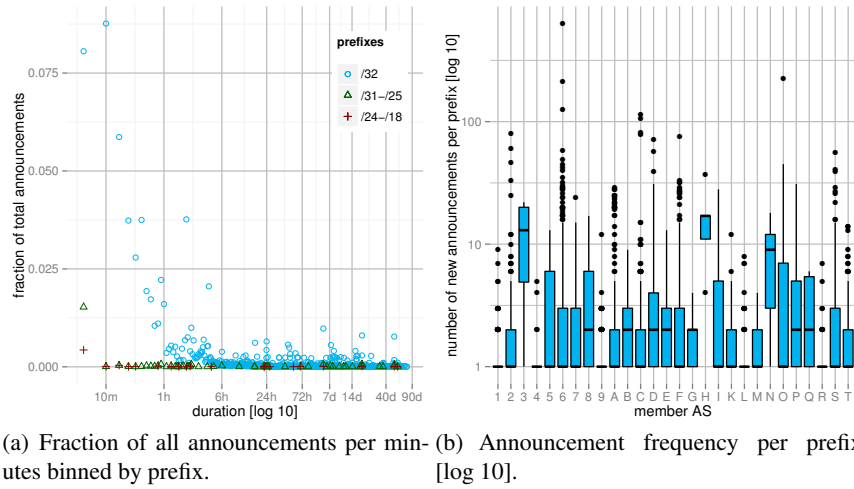 prefixes
/32
/31−/25
/24−/18
fraction of total announcements
0.075
0.050
0.025
0.000
10m 1h 6h 24h 72h 7d 14d 40d 90d
duration [log 10]
number of new announcements per prefix [log 10]
100
10
1
1 2 3 4 5 6 7 8 9 A B C D E F G H I K L M N O P Q R S T
member AS
(a) Fraction of all announcements per min-
utes binned by prefix.
(b) Announcement frequency per prefix
[log 10].